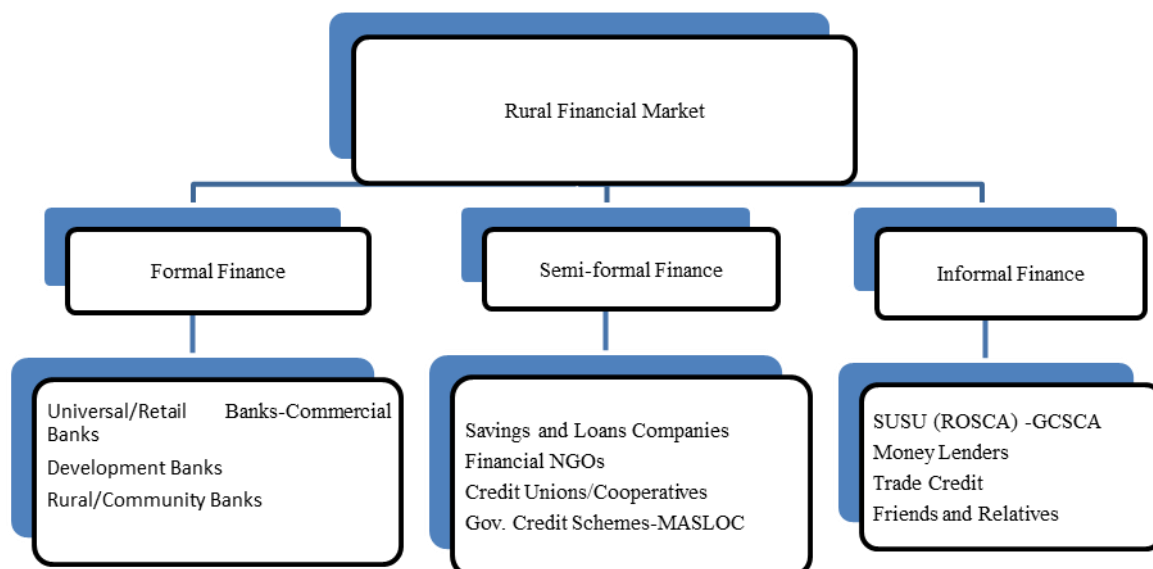 Rural Financial Market
Formal Finance
Semi-formal Finance
Informal Finance
Universal/Retail Banks-Commercial
Banks
Development Banks
Rural/Community Banks
Savings and Loans Companies
Financial NGOs
Credit Unions/Cooperatives
Gov. Credit Schemes-MASLOC
SUSU (ROSCA) -GCSCA
Money Lenders
Trade Credit
Friends and Relatives